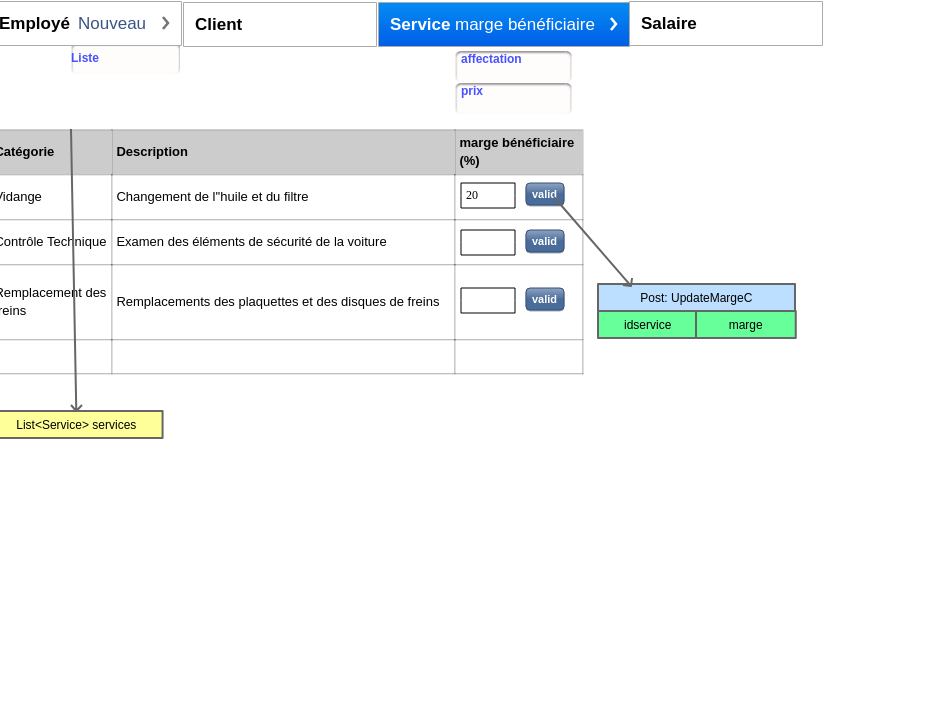 Employé Nouveau
Client
Service marge bénéficiaire
Salaire
Liste
affectation
prix
Catégorie
Description
marge bénéficiaire
(%)
Vidange
Changement de l"huile et du filtre
20
valid
Contrôle Technique
Examen des éléments de sécurité de la voiture
valid
Remplacement des
reins
Remplacements des plaquettes et des disques de freins
valid
Post: UpdateMargeC
idservice
marge
List<Service> services